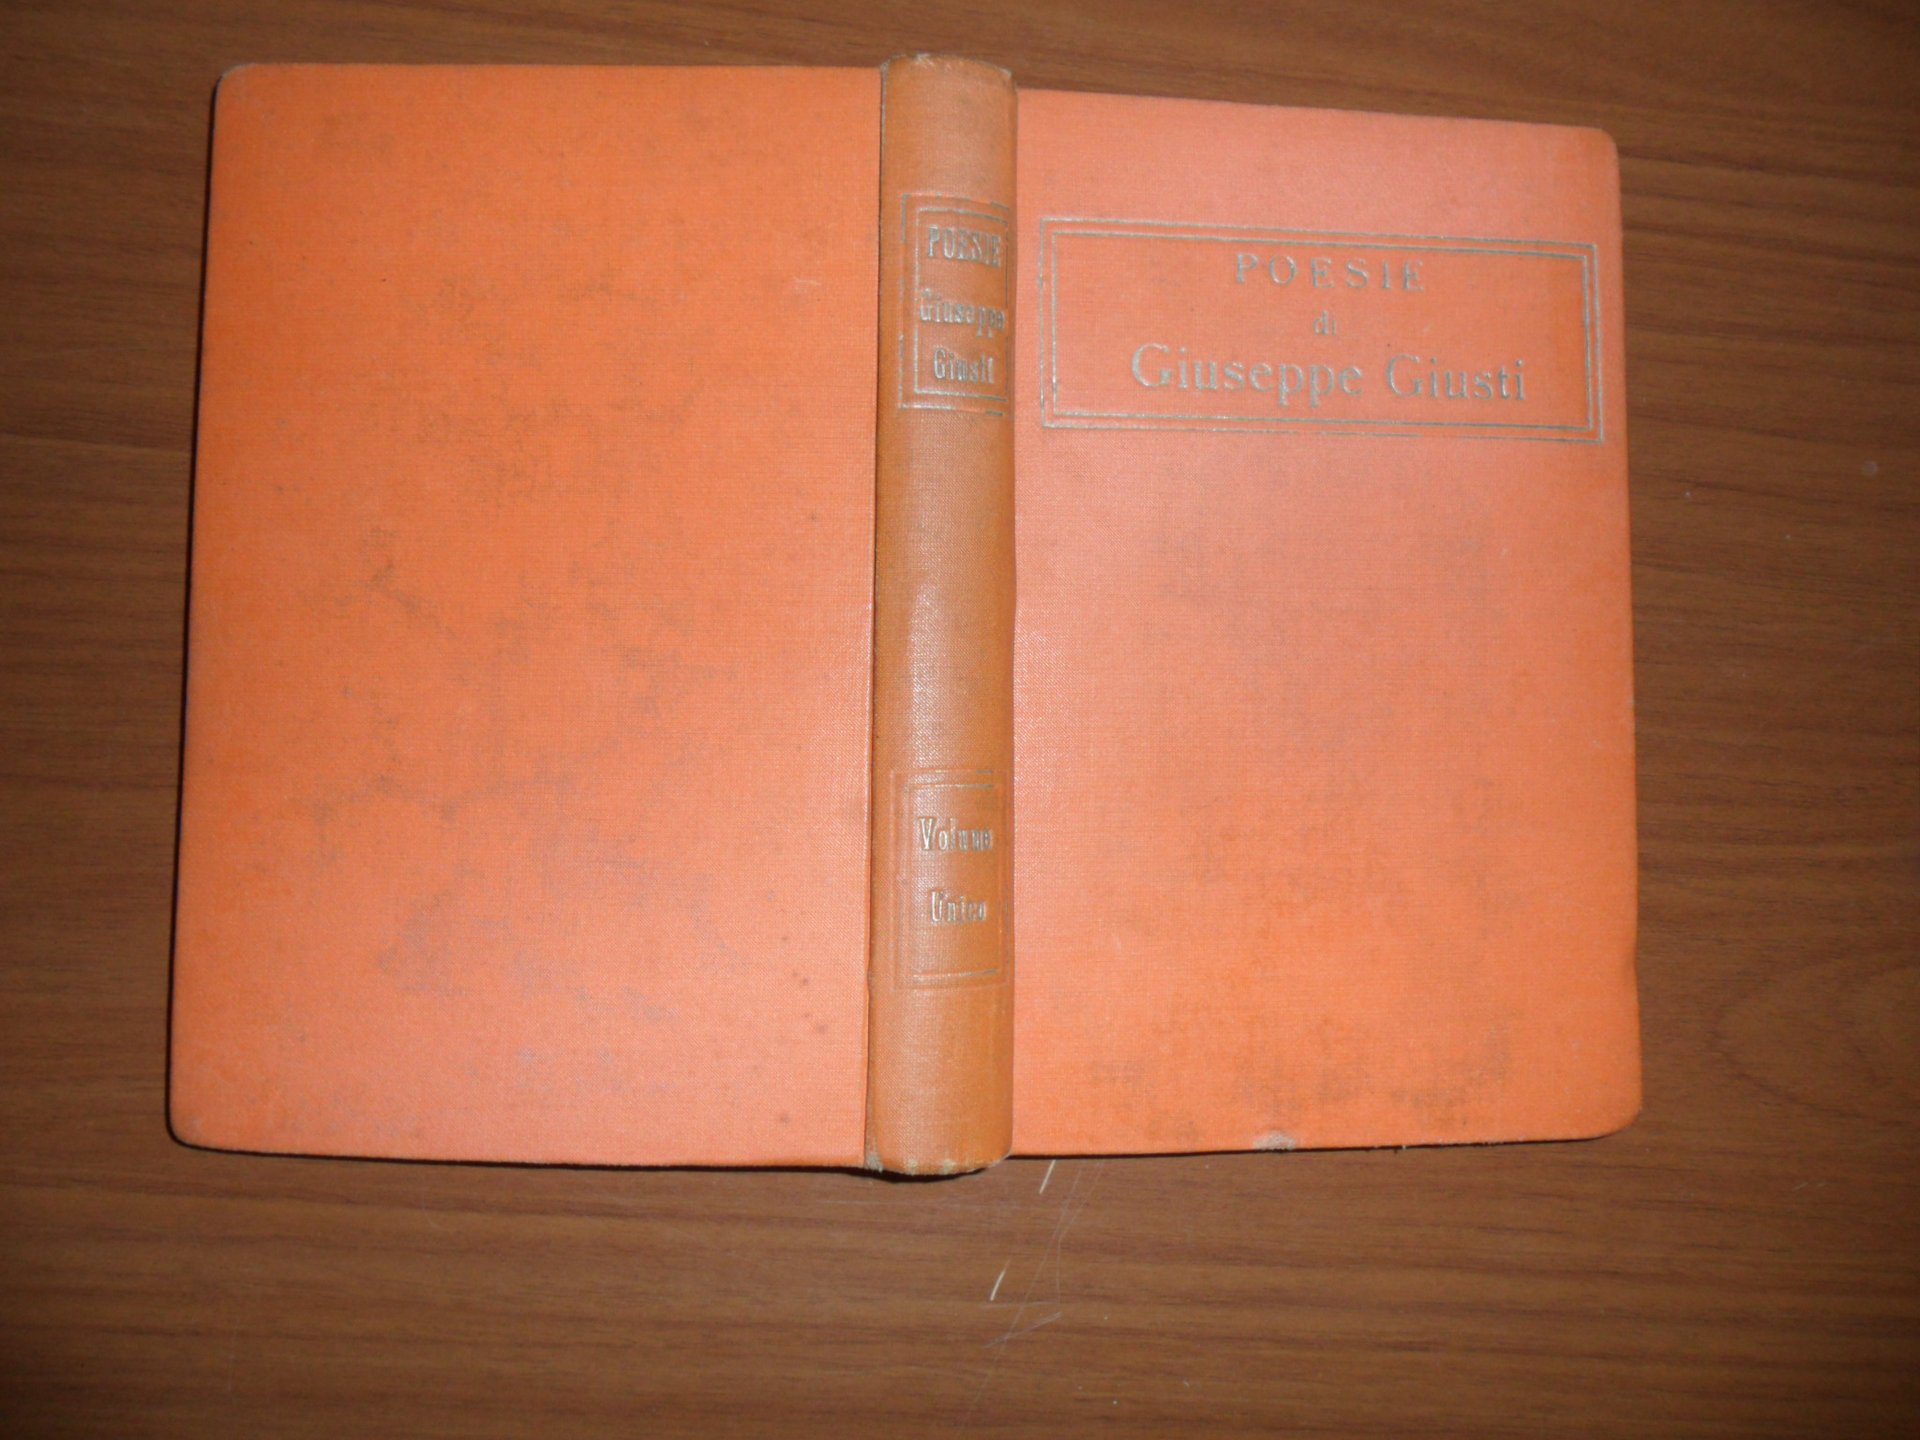 POESIE
Giuseppe
Giusti
Volume
Unico
POESIE
di
Giuseppe Giusti